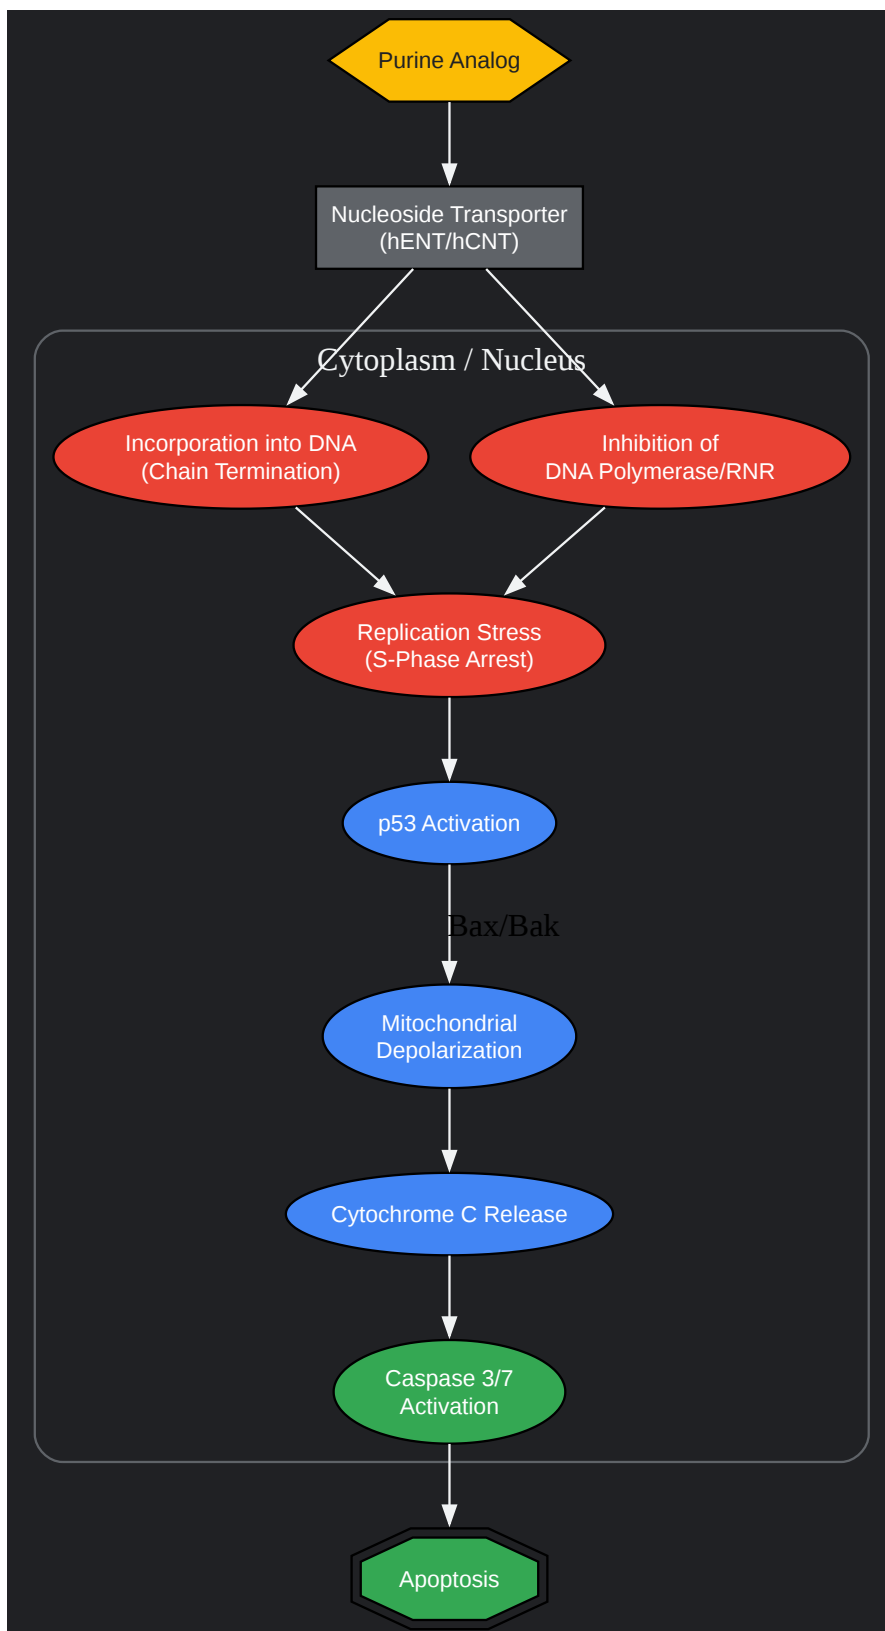 Purine Analog
Nucleoside Transporter
(hENT/hCNT)
Cytoplasm / Nucleus
Incorporation into DNA
(Chain Termination)
Inhibition of
DNA Polymerase/RNR
Replication Stress
(S-Phase Arrest)
p53 Activation
Bax/Bak
Mitochondrial
Depolarization
Cytochrome C Release
Caspase 3/7
Activation
Apoptosis